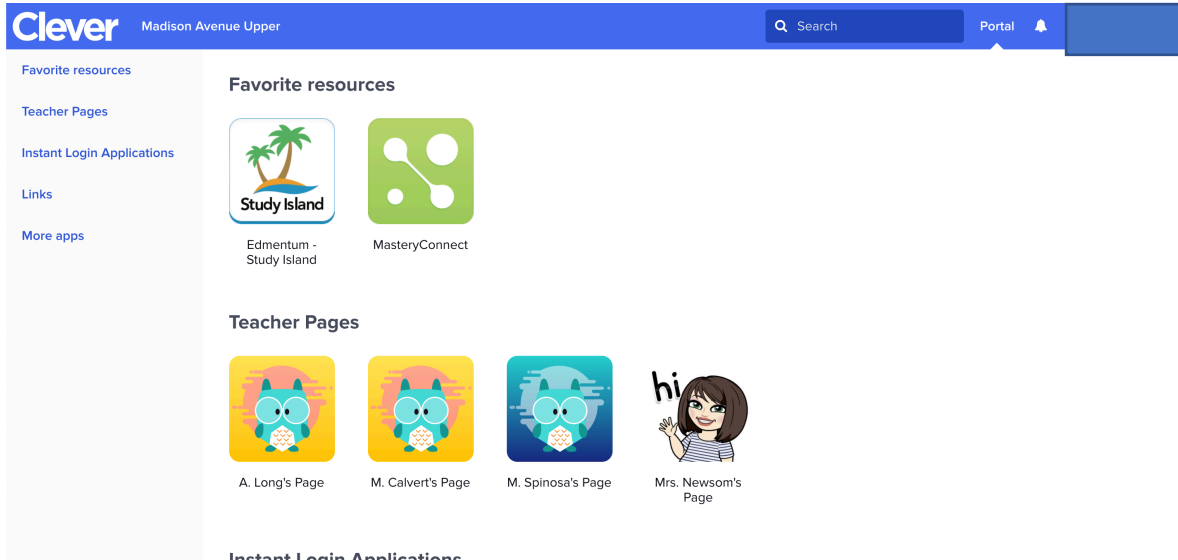 Clever
Madison Avenue Upper
Search
Portal
Favorite resources
Teacher Pages
Instant Login Applications
Links
More apps
Favorite resources
Study Island
Edmentum -
Study Island
MasteryConnect
Teacher Pages
hi
A. Long's Page
M. Calvert's Page
M. Spinosa's Page
Mrs. Newsom's
Page
Instant Login Applications